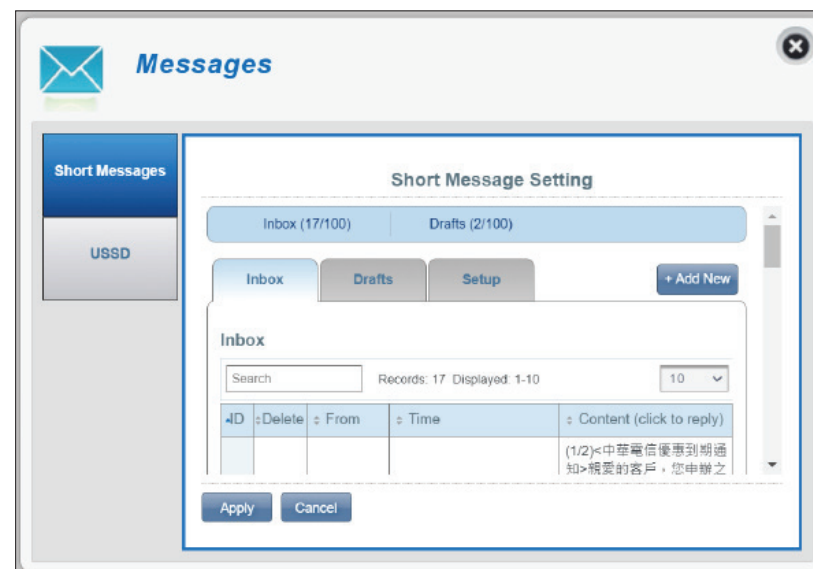 Messages
Short Messages
USSD
Short Message Setting
Inbox (17/100) Drafts (2/100)
Inbox Drafts Setup + Add New
Inbox
Search Records: 17 Displayed: 1-10 10
ID Delete From Time Content (click to reply)
(1/2)<中華電信優惠到期通
知>親愛的客戶，您申辦之
Apply Cancel